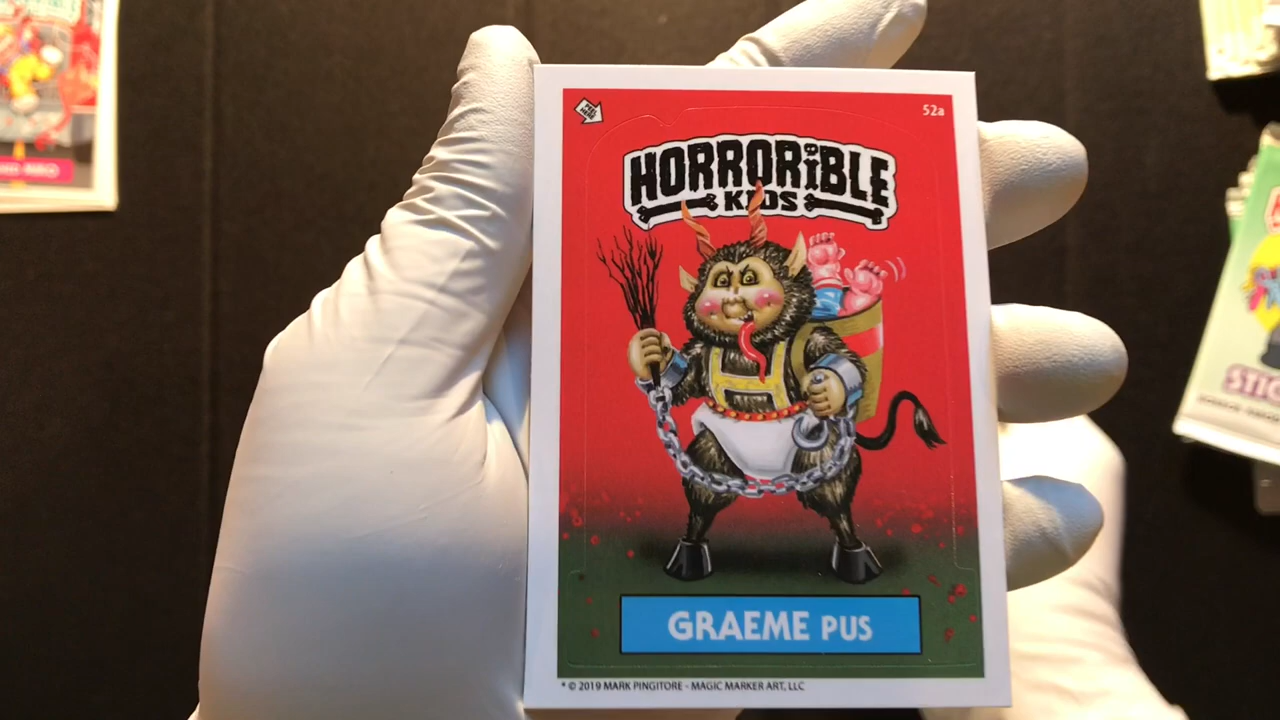 52a
HORRORiBLE
KIDS
GRAEME PUS
* © 2019 MARK PINGITORE - MAGIC MARKER ART, LLC